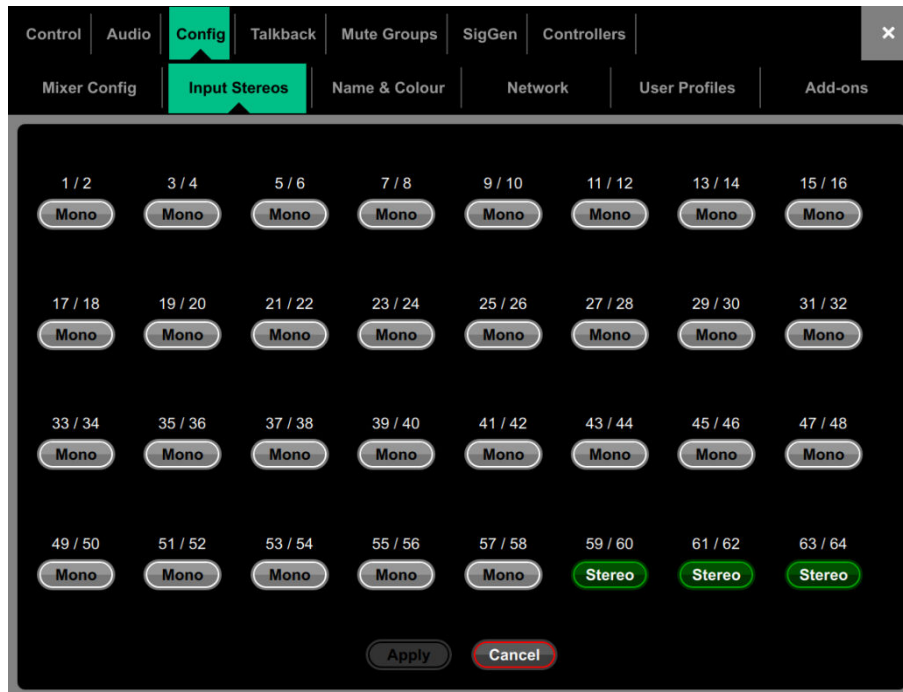 Control Audio Config Talkback Mute Groups SigGen Controllers ×
Mixer Config Input Stereos Name & Colour Network User Profiles Add-ons
1 / 2 3 / 4 5 / 6 7 / 8 9 / 10 11 / 12 13 / 14 15 / 16
Mono Mono Mono Mono Mono Mono Mono Mono
17 / 18 19 / 20 21 / 22 23 / 24 25 / 26 27 / 28 29 / 30 31 / 32
Mono Mono Mono Mono Mono Mono Mono Mono
33 / 34 35 / 36 37 / 38 39 / 40 41 / 42 43 / 44 45 / 46 47 / 48
Mono Mono Mono Mono Mono Mono Mono Mono
49 / 50 51 / 52 53 / 54 55 / 56 57 / 58 59 / 60 61 / 62 63 / 64
Mono Mono Mono Mono Mono Stereo Stereo Stereo
Apply Cancel